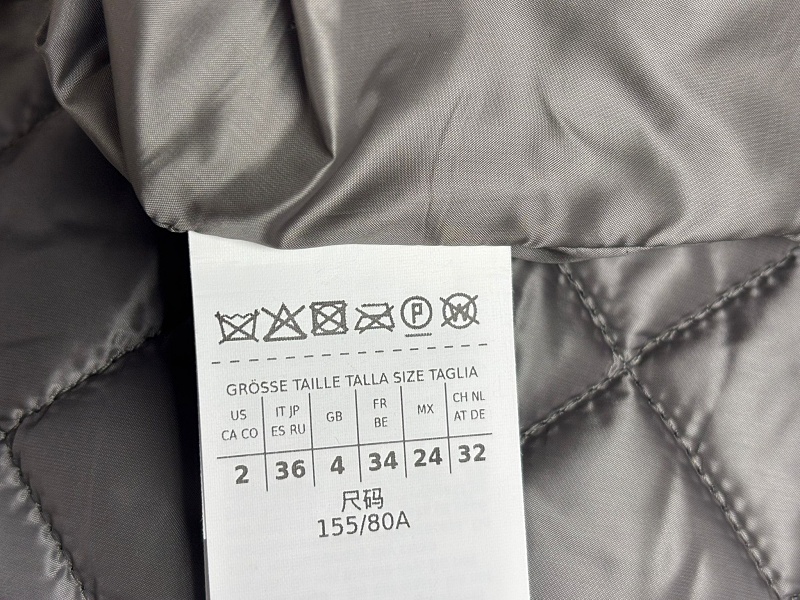 P W
GRÖSSE TAILLE TALLA SIZE TAGLIA
US CA CO IT JP ES RU GB FR BE MX CH NL AT DE
2 36 4 34 24 32
尺码
155/80A